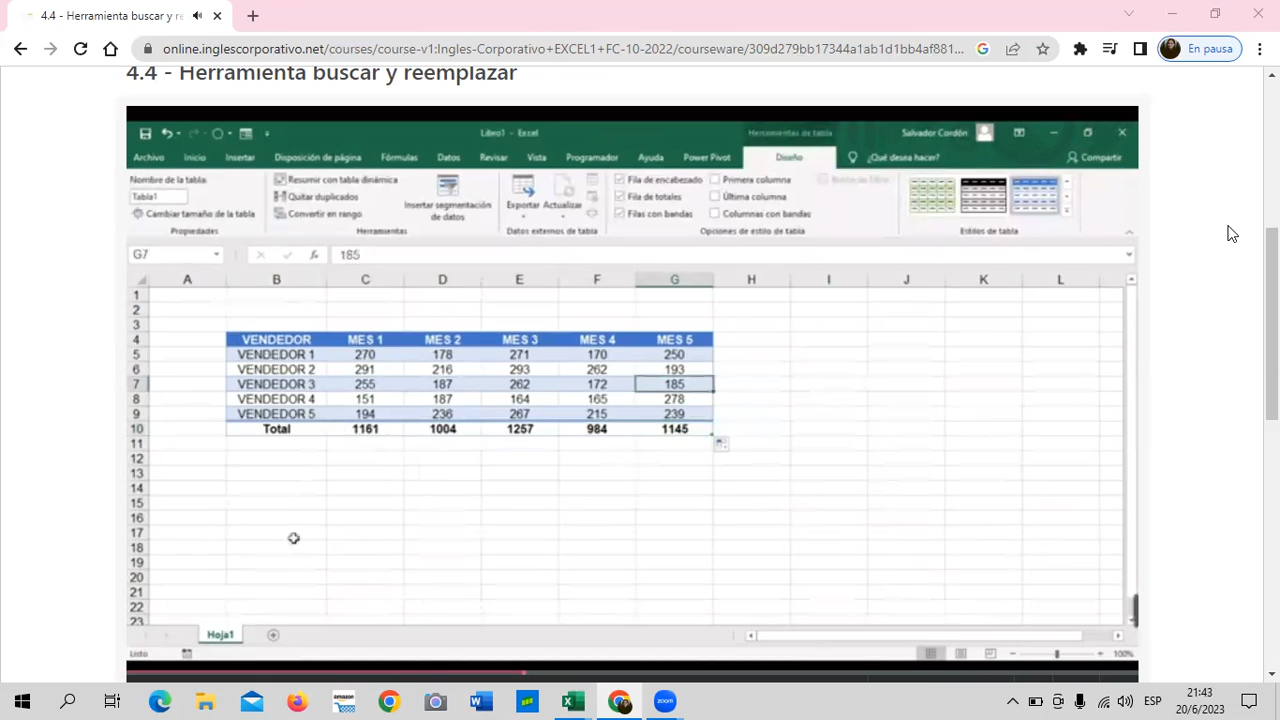 4.4 - Herramienta buscar y re
online.inglescorporativo.net/courses/course-v1:Ingles-Corporativo+EXCEL1+FC-10-2022/courseware/309d279bb17344a1ab1d1bb4af881...
En pausa
4.4 - Herramienta buscar y reemplazar
Libro1 - Excel
Herramientas de tabla
Salvador Cordón
Archivo Inicio Insertar Disposición de página Fórmulas Datos Revisar Vista Programador Ayuda Power Pivot Diseño ¿Qué desea hacer? Compartir
Nombre de la tabla: Resumir con tabla dinámica Fila de encabezado Primera columna
Tabla1 Quitar duplicados Insertar segmentación de datos Exportar Actualizar Fila de totales Última columna
Cambiar tamaño de la tabla Convertir en rango Filas con bandas Columnas con bandas
Propiedades Herramientas Datos externos de tabla Opciones de estilo de tabla Estilos de tabla
G7 fx 185
A B C D E F G H I J K L
1
2
3
4 VENDEDOR MES 1 MES 2 MES 3 MES 4 MES 5
5 VENDEDOR 1 270 178 271 170 250
6 VENDEDOR 2 291 216 293 262 193
7 VENDEDOR 3 255 187 262 172 185
8 VENDEDOR 4 151 187 164 165 278
9 VENDEDOR 5 194 236 267 215 239
10 Total 1161 1004 1257 984 1145
11
12
13
14
15
16
17
18
19
20
21
22
23
Hoja1
Listo 100%
amazon
zoom
ESP
21:43
20/6/2023